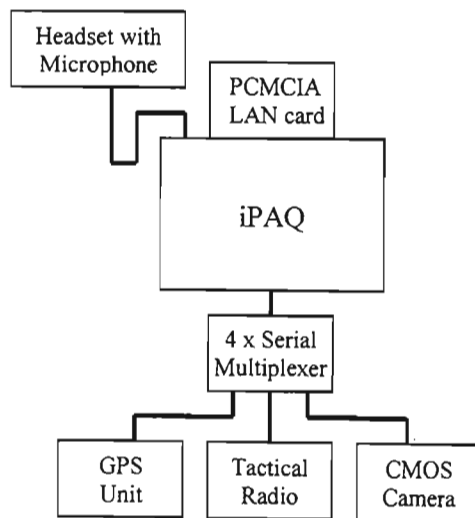 Headset with
Microphone
PCMCIA
LAN card
iPAQ
4 x Serial
Multiplexer
GPS
Unit
Tactical
Radio
CMOS
Camera